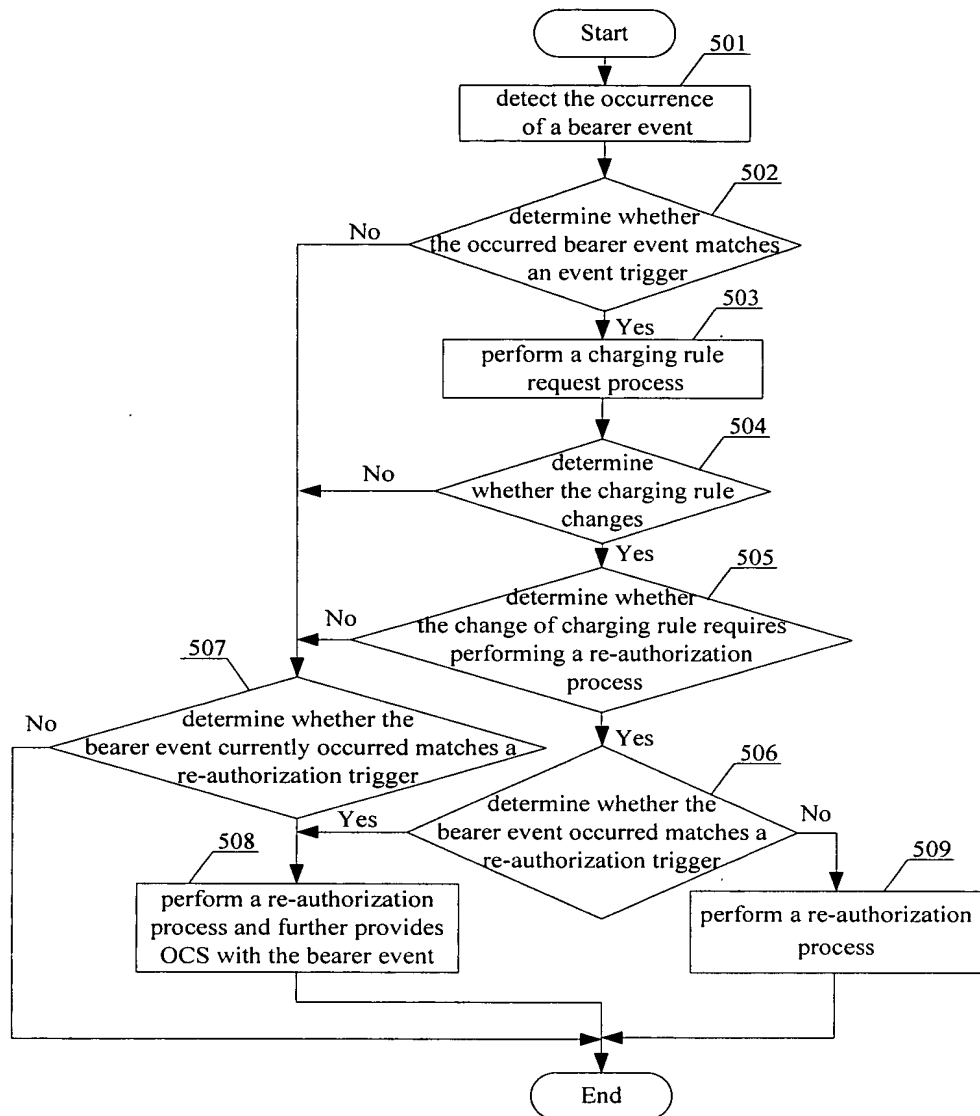 Start
501
detect the occurrence
of a bearer event
502
determine whether
the occurred bearer event matches
an event trigger
No
Yes
503
perform a charging rule
request process
504
determine
whether the charging rule
changes
No
Yes
505
determine whether
the change of charging rule requires
performing a re-authorization
process
No
Yes
507
determine whether the
bearer event currently occurred matches a
re-authorization trigger
No
Yes
506
determine whether the
bearer event occurred matches a
re-authorization trigger
No
508
perform a re-authorization
process and further provides
OCS with the bearer event
509
perform a re-authorization
process
End